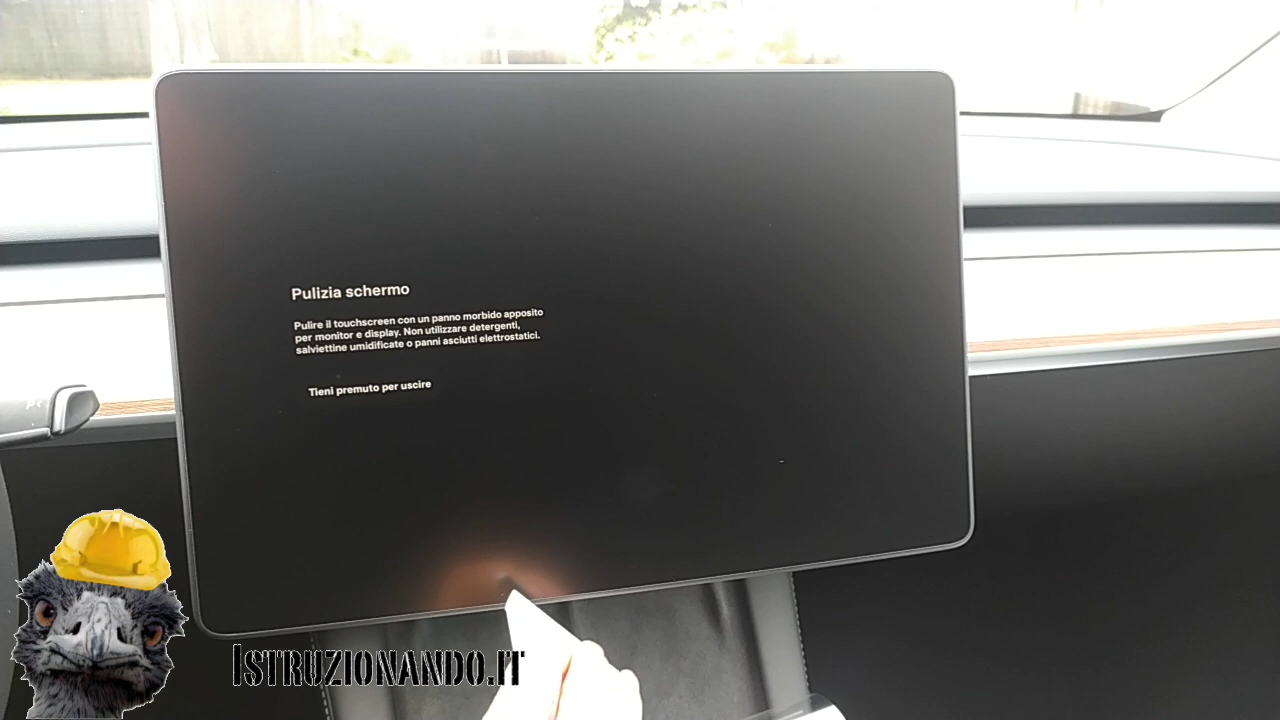 Pulizia schermo
Pulire il touchscreen con un panno morbido apposito
per monitor e display. Non utilizzare detergenti,
salviettine umidificate o panni asciutti elettrostatici.
Tieni premuto per uscire
Istruzionando.it